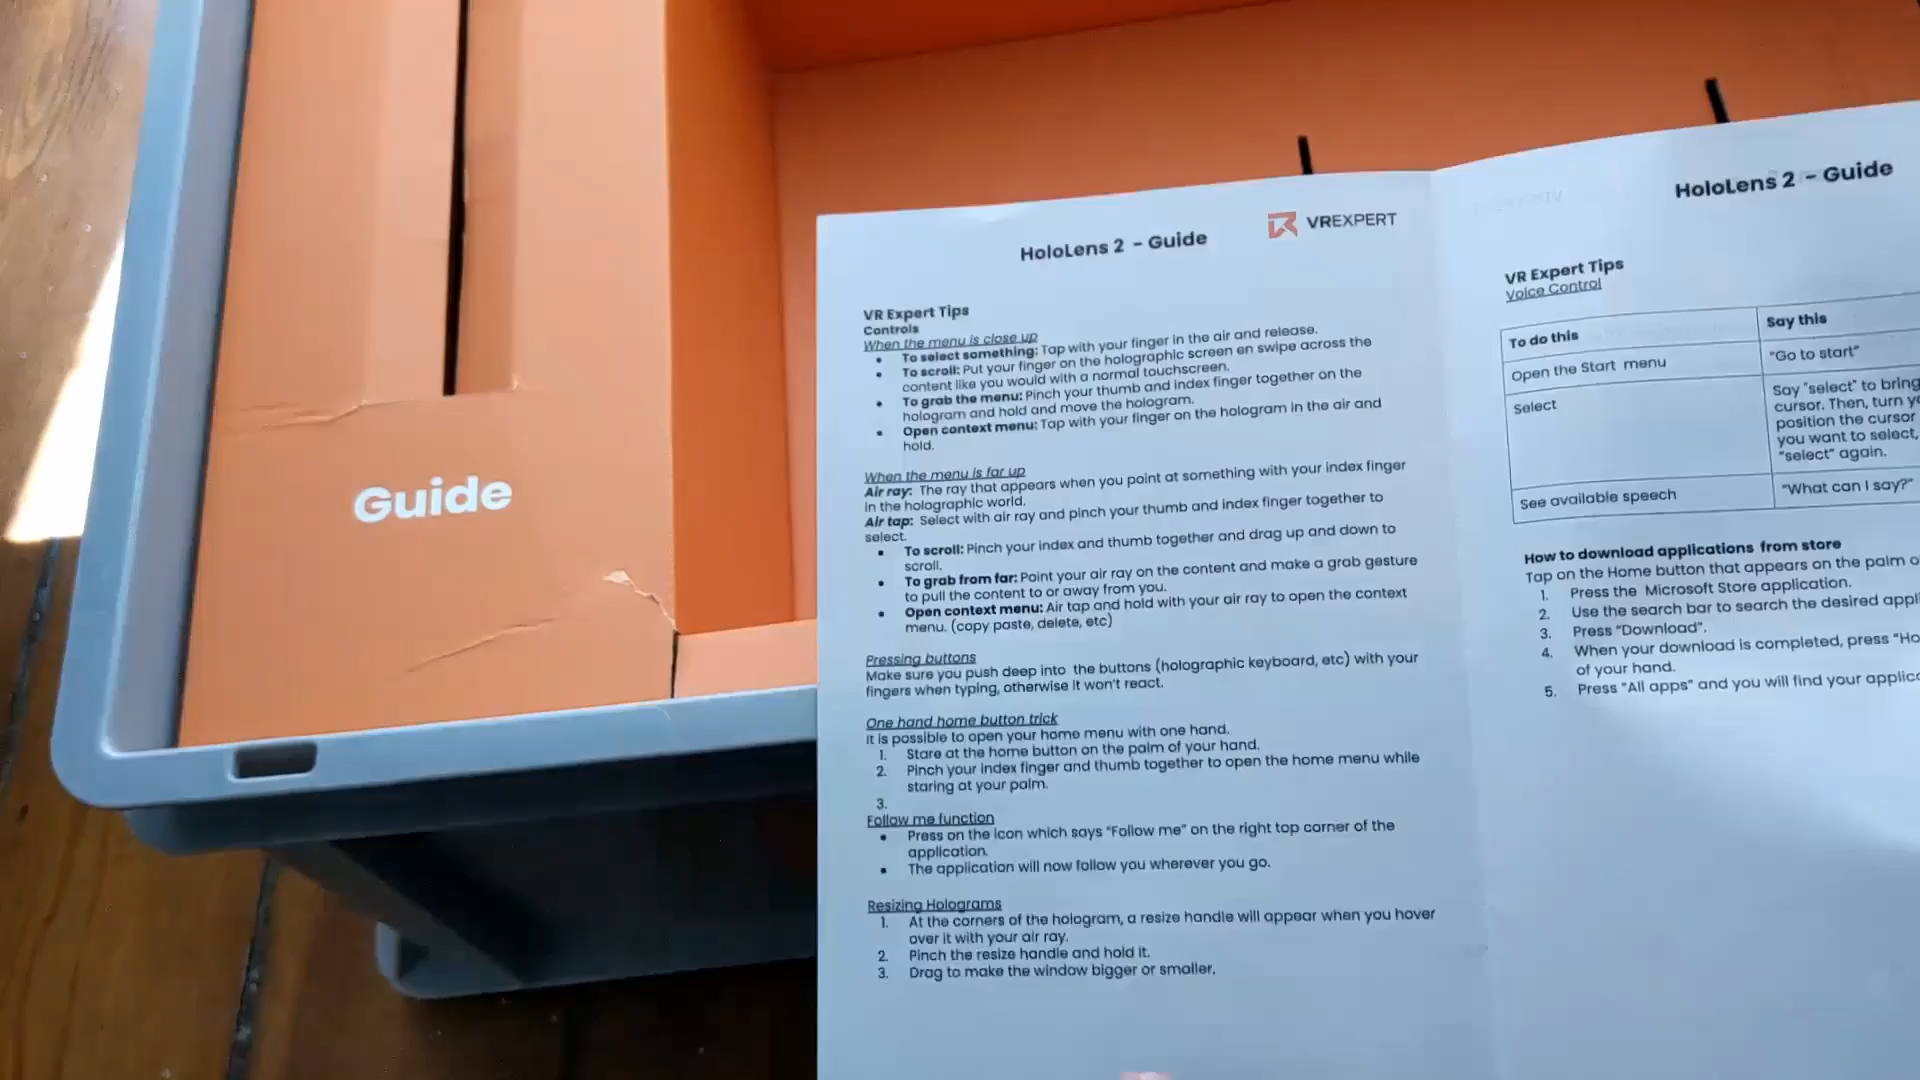 Guide
HoloLens 2 - Guide
VREXPERT
VR Expert Tips
Controls
When the menu is close up
• To select something: Tap with your finger in the air and release.
• To scroll: Put your finger on the holographic screen en swipe across the
content like you would with a normal touchscreen.
• To grab the menu: Pinch your thumb and index finger together on the
hologram and hold and move the hologram.
• Open context menu: Tap with your finger on the hologram in the air and
hold.
When the menu is far up
Air ray: The ray that appears when you point at something with your index finger
in the holographic world.
Air tap: Select with air ray and pinch your thumb and index finger together to
select.
• To scroll: Pinch your index and thumb together and drag up and down to
scroll.
• To grab from far: Point your air ray on the content and make a grab gesture
to pull the content to or away from you.
• Open context menu: Air tap and hold with your air ray to open the context
menu. (copy paste, delete, etc)
Pressing buttons
Make sure you push deep into the buttons (holographic keyboard, etc) with your
fingers when typing, otherwise it won't react.
One hand home button trick
It is possible to open your home menu with one hand.
1. Stare at the home button on the palm of your hand.
2. Pinch your index finger and thumb together to open the home menu while
staring at your palm.
3.
Follow me function
• Press on the icon which says "Follow me" on the right top corner of the
application.
• The application will now follow you wherever you go.
Resizing Holograms
1. At the corners of the hologram, a resize handle will appear when you hover
over it with your air ray.
2. Pinch the resize handle and hold it.
3. Drag to make the window bigger or smaller.
HoloLens 2 - Guide
VR Expert Tips
Voice Control
To do this
Say this
Open the Start menu
"Go to start"
Select
Say "select" to bring
cursor. Then, turn
position the cursor
you want to select,
"select" again.
See available speech
"What can I say?"
How to download applications from store
Tap on the Home button that appears on the palm
1. Press the Microsoft Store application.
2. Use the search bar to search the desired
3. Press "Download".
4. When your download is completed, press
of your hand.
5. Press "All apps" and you will find your